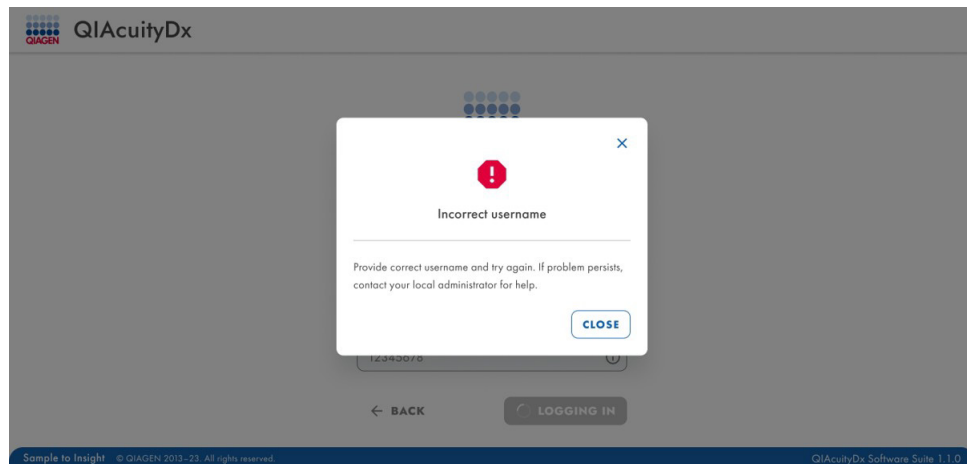 QIAGEN QIAcuityDx
Incorrect username
Provide correct username and try again. If problem persists,
contact your local administrator for help.
CLOSE
12345678
BACK LOGGING IN
Sample to Insight © QIAGEN 2013–23. All rights reserved. QIAcuityDx Software Suite 1.1.0